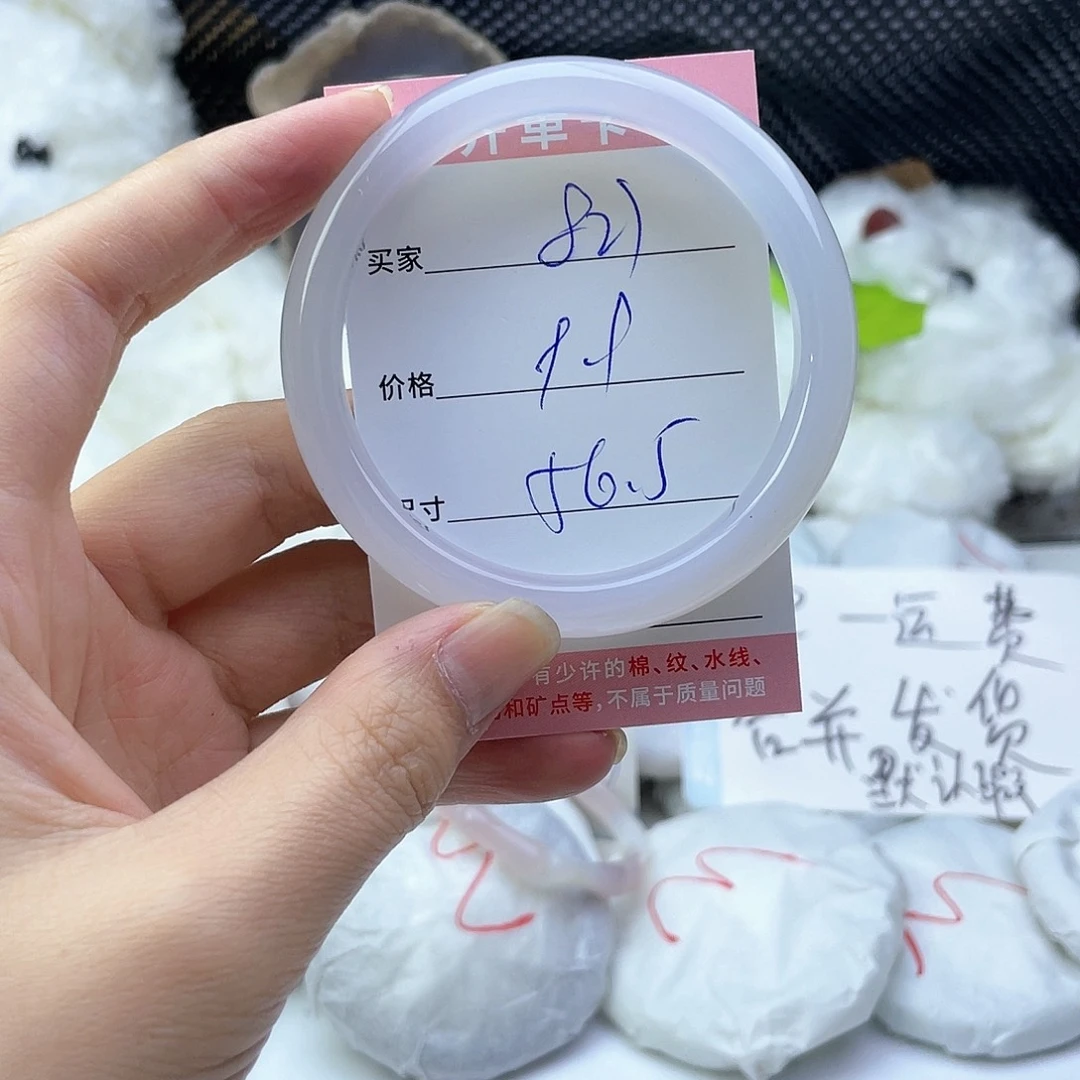 开单卡
买家 821
价格
尺寸 56.5
有少许的棉、纹、水线、
和矿点等,不属于质量问题
一运费
合并发货
默认瑕